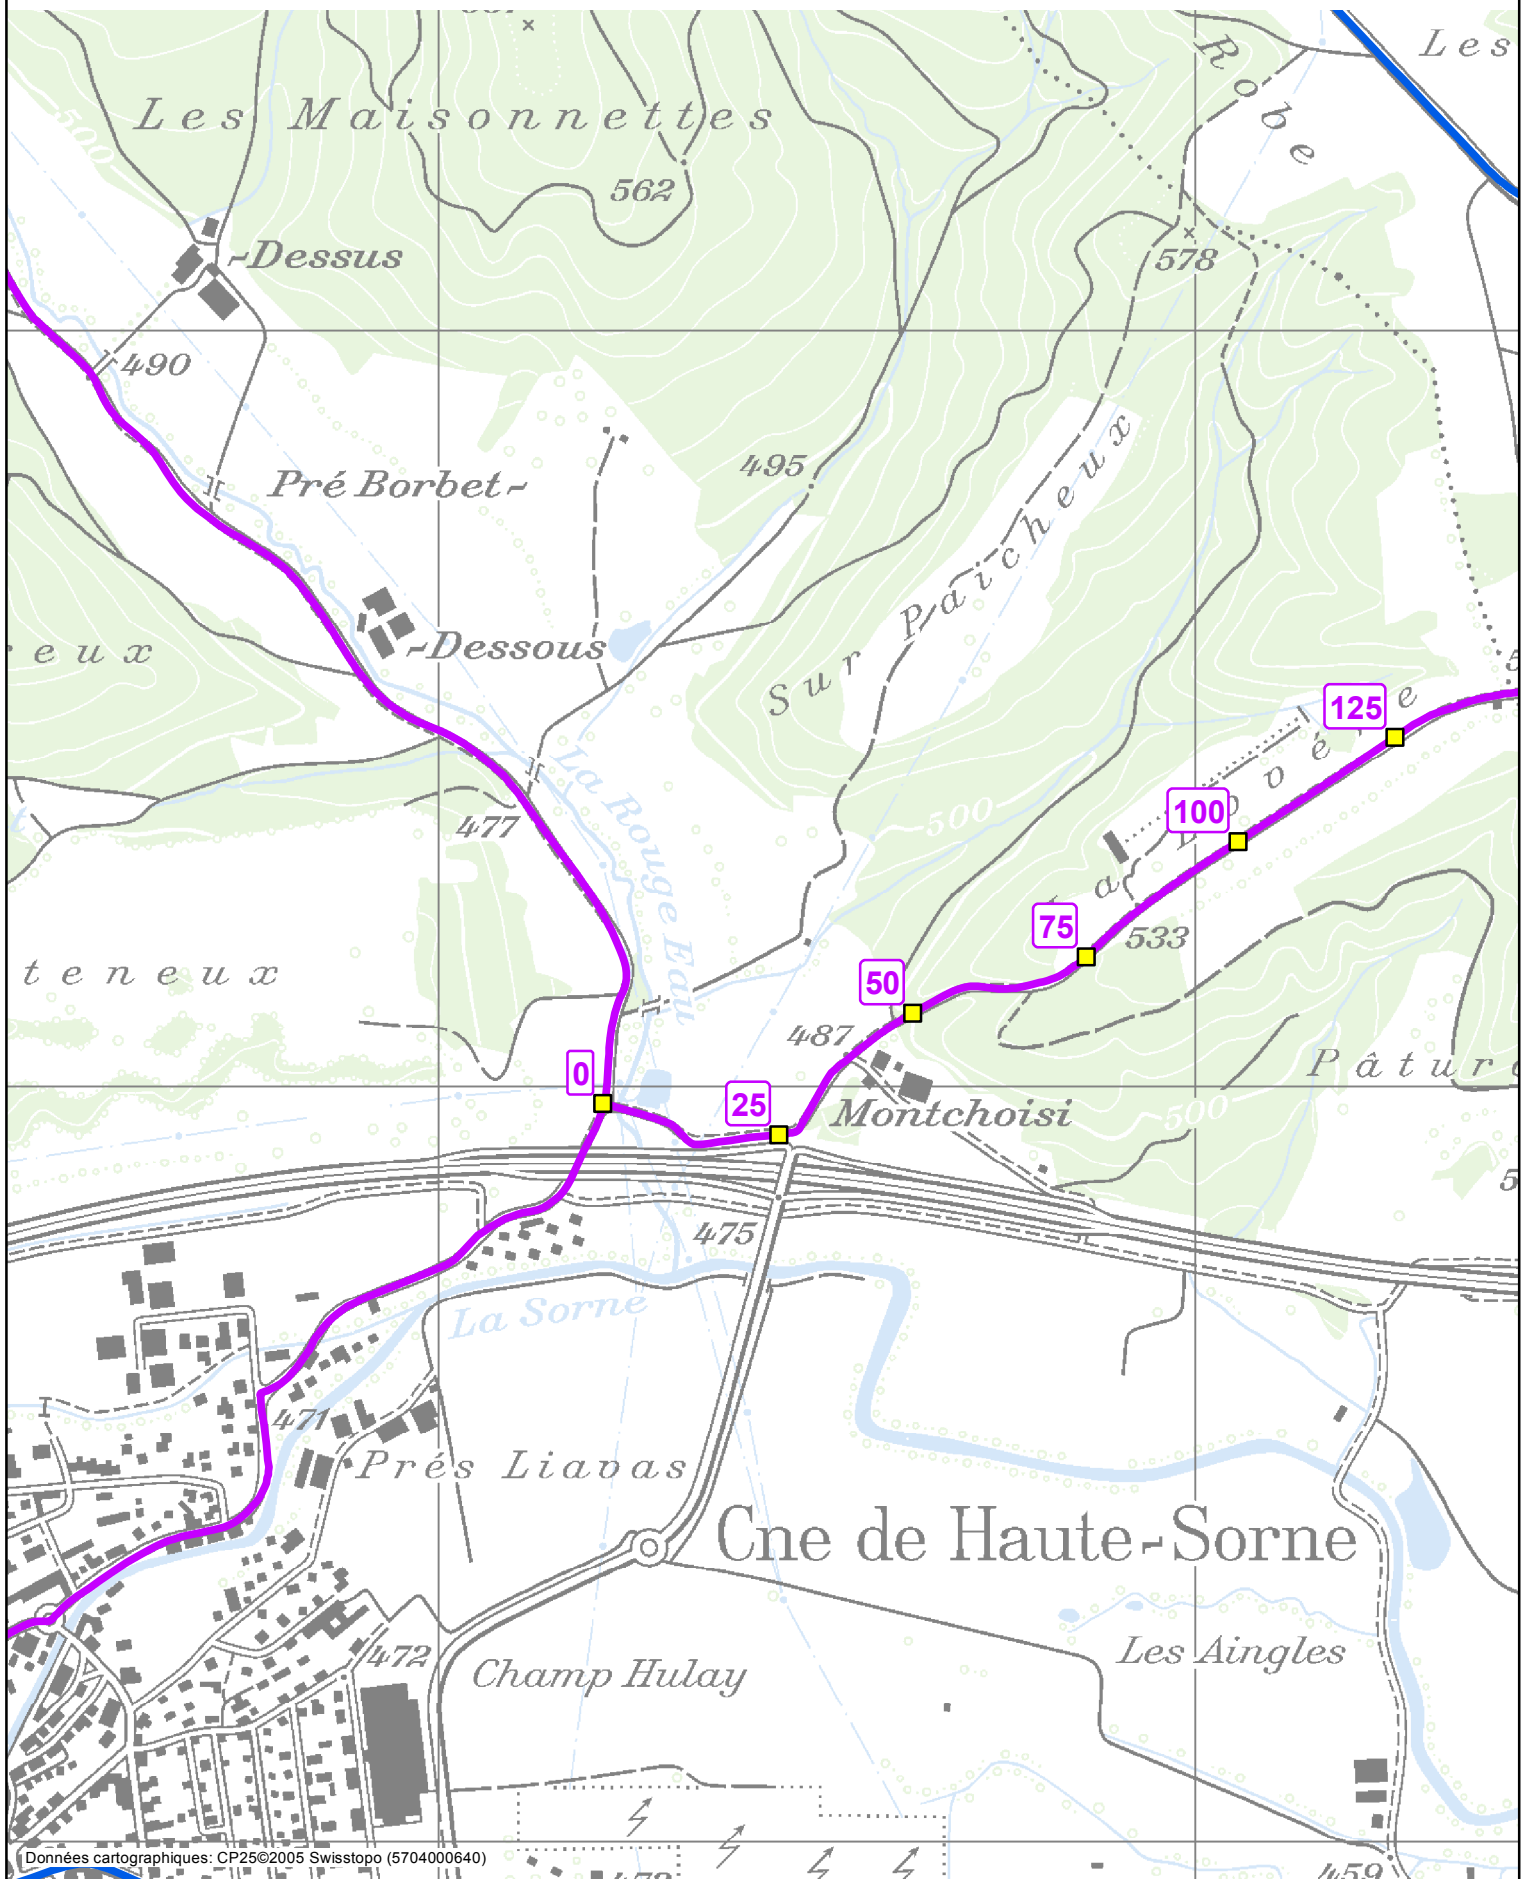 Les
Robe
Les Maisonnettes
500
562
-Dessus
578
490
495
Pré Borbet-
Sur Paicheux
-Dessous
eux
125
La Rouge Eau
100
500
477
75
533
teneux
50
487
0
25
Montchoisi
500
475
La Sorne
471
Prés Liavas
Cne de Haute-Sorne
472
Champ Hulay
Les Aingles
Données cartographiques: CP25©2005 Swisstopo (5704000640)
459